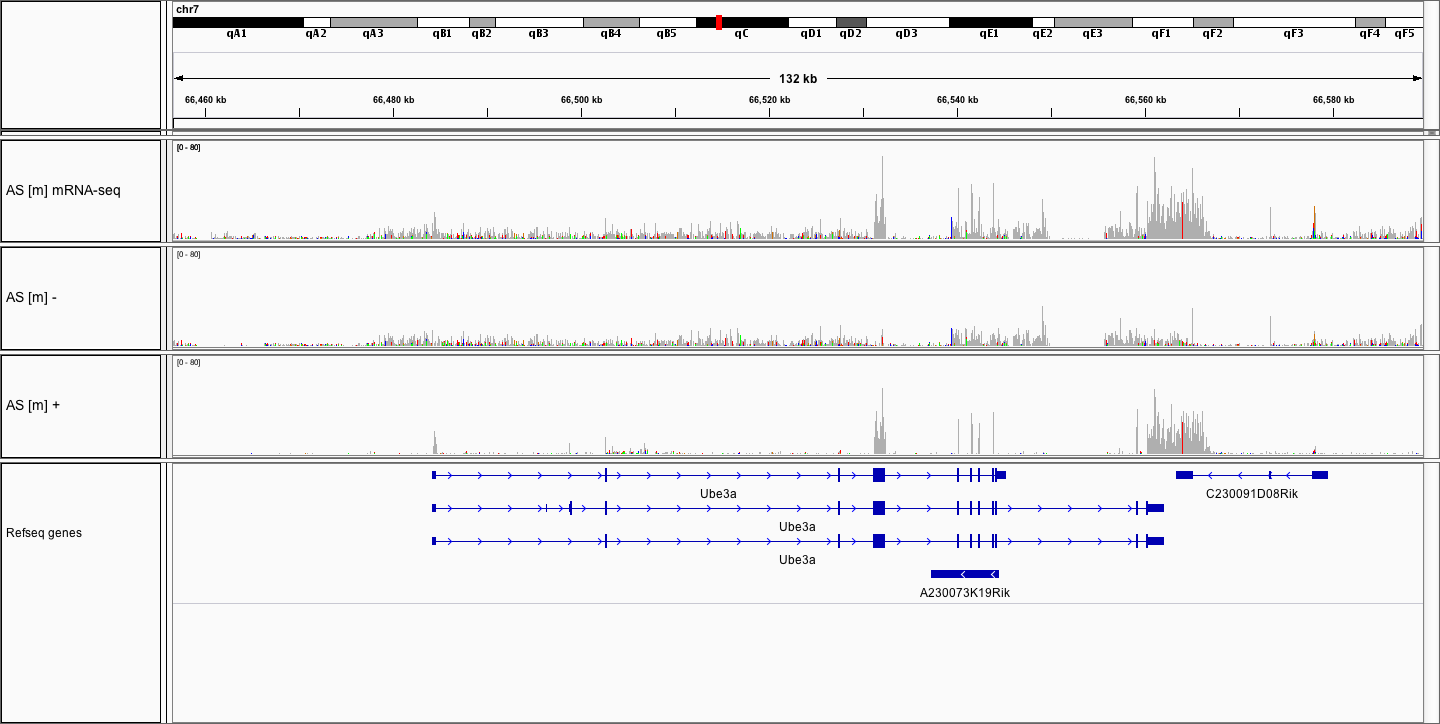 chr7
qA1 qA2 qA3 qB1 qB2 qB3 qB4 qB5 qC qD1 qD2 qD3 qE1 qE2 qE3 qF1 qF2 qF3 qF4 qF5
132 kb
66,460 kb 66,480 kb 66,500 kb 66,520 kb 66,540 kb 66,560 kb 66,580 kb
[0 - 80]
AS [m] mRNA-seq
[0 - 80]
AS [m] -
[0 - 80]
AS [m] +
Ube3a C230091D08Rik
Ube3a
Refseq genes
Ube3a
A230073K19Rik